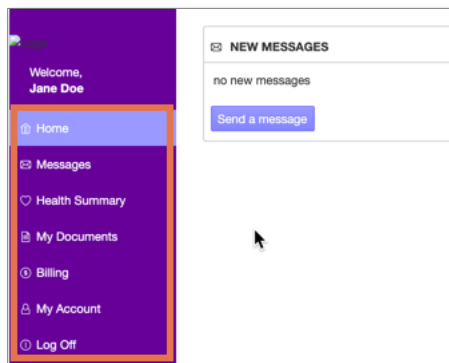 Welcome,
Jane Doe
Home
Messages
Health Summary
My Documents
Billing
My Account
Log Off
NEW MESSAGES
no new messages
Send a message